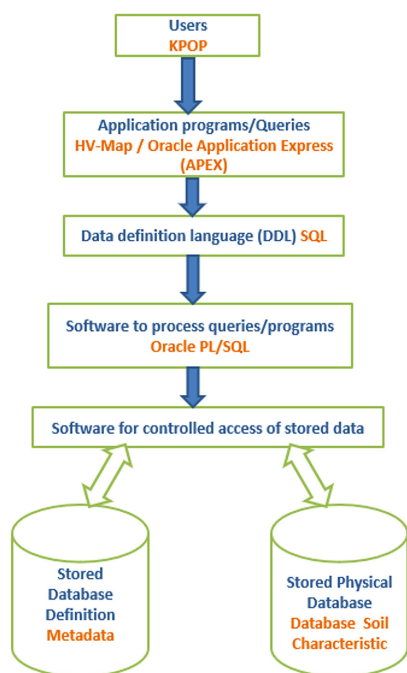 Users
KPOP
Application programs/Queries
HV-Map / Oracle Application Express
(APEX)
Data definition language (DDL) SQL
Software to process queries/programs
Oracle PL/SQL
Software for controlled access of stored data
Stored
Database
Definition
Metadata
Stored Physical
Database
Database Soil
Characteristic